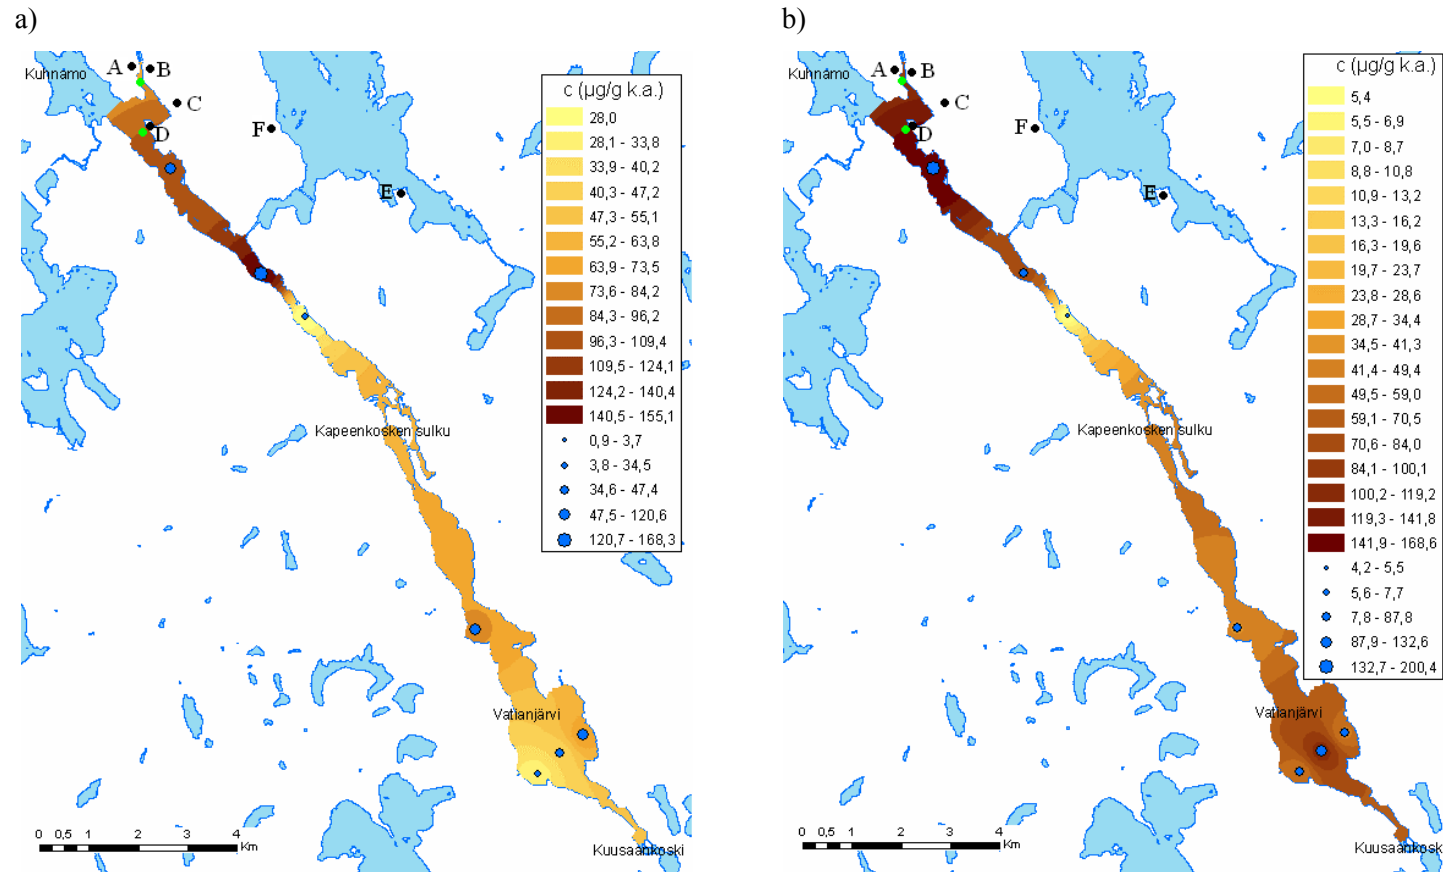 a)
Kuhnamo
A
B
C
D
F
E
c (µg/g k.a.)
28,0
28,1 - 33,8
33,9 - 40,2
40,3 - 47,2
47,3 - 55,1
55,2 - 63,8
63,9 - 73,5
73,6 - 84,2
84,3 - 96,2
96,3 - 109,4
109,5 - 124,1
124,2 - 140,4
140,5 - 155,1
0,9 - 3,7
3,8 - 34,5
34,6 - 47,4
47,5 - 120,6
120,7 - 168,3
Kapeenkosken sulku
Vatianjärvi
Kuusaankoski
0 0,5 1 2 3 4
Km
b)
Kuhnamo
A
B
C
D
F
E
c (µg/g k.a.)
5,4
5,5 - 6,9
7,0 - 8,7
8,8 - 10,8
10,9 - 13,2
13,3 - 16,2
16,3 - 19,6
19,7 - 23,7
23,8 - 28,6
28,7 - 34,4
34,5 - 41,3
41,4 - 49,4
49,5 - 59,0
59,1 - 70,5
70,6 - 84,0
84,1 - 100,1
100,2 - 119,2
119,3 - 141,8
141,9 - 168,6
4,2 - 5,5
5,6 - 7,7
7,8 - 87,8
87,9 - 132,6
132,7 - 200,4
Kapeenkosken sulku
Vatianjärvi
Kuusaankosk
0 0,5 1 2 3 4
Km